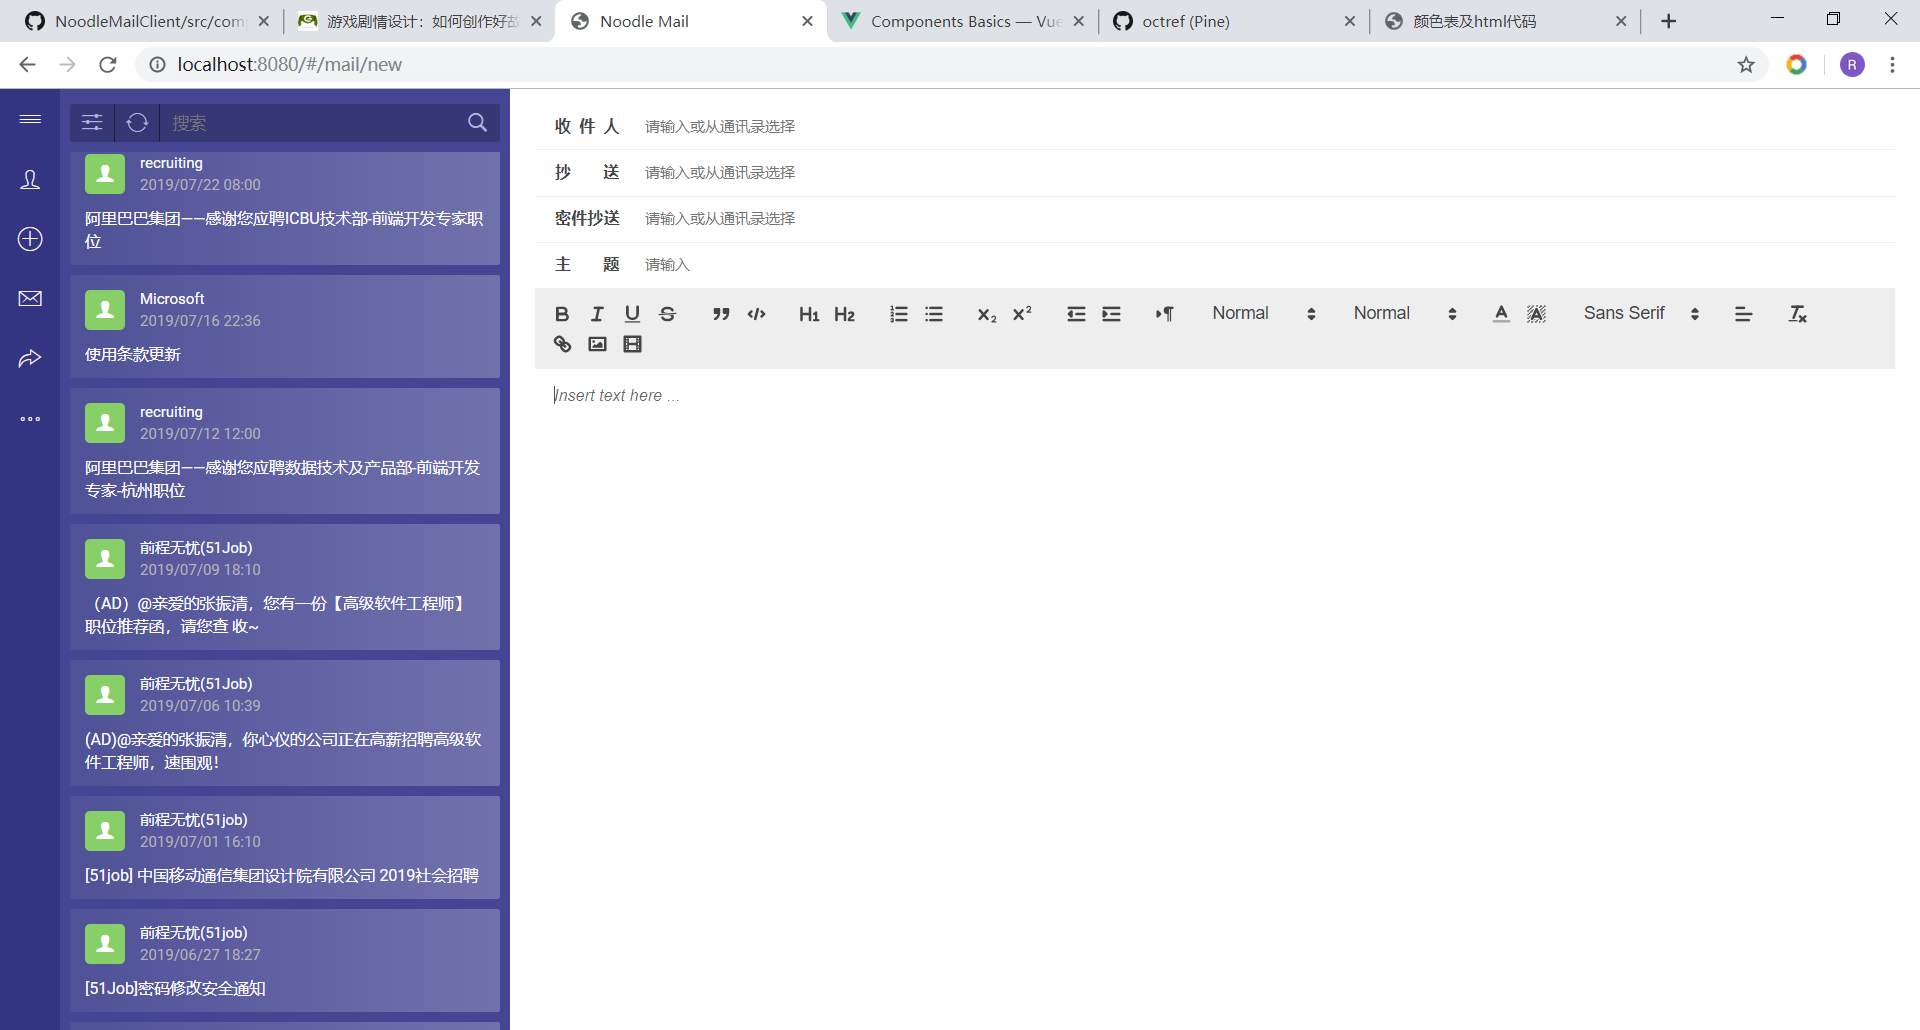 NoodleMailClient/src/com
游戏剧情设计：如何创作好故
Noodle Mail
Components Basics — Vue
octref (Pine)
颜色表及html代码
localhost:8080/#/mail/new
R
搜索
recruiting
2019/07/22 08:00
阿里巴巴集团——感谢您应聘ICBU技术部-前端开发专家职
位
Microsoft
2019/07/16 22:36
使用条款更新
recruiting
2019/07/12 12:00
阿里巴巴集团——感谢您应聘数据技术及产品部-前端开发
专家-杭州职位
前程无忧(51Job)
2019/07/09 18:10
（AD）@亲爱的张振清，您有一份【高级软件工程师】
职位推荐函，请您查 收~
前程无忧(51Job)
2019/07/06 10:39
(AD)@亲爱的张振清，你心仪的公司正在高薪招聘高级软
件工程师，速围观！
前程无忧(51job)
2019/07/01 16:10
[51job] 中国移动通信集团设计院有限公司 2019社会招聘
前程无忧(51job)
2019/06/27 18:27
[51Job]密码修改安全通知
收 件 人 请输入或从通讯录选择
抄 送 请输入或从通讯录选择
密件抄送 请输入或从通讯录选择
主 题 请输入
B I U S H1 H2 X2 X2 Normal Normal A A Sans Serif Tx
Insert text here ...